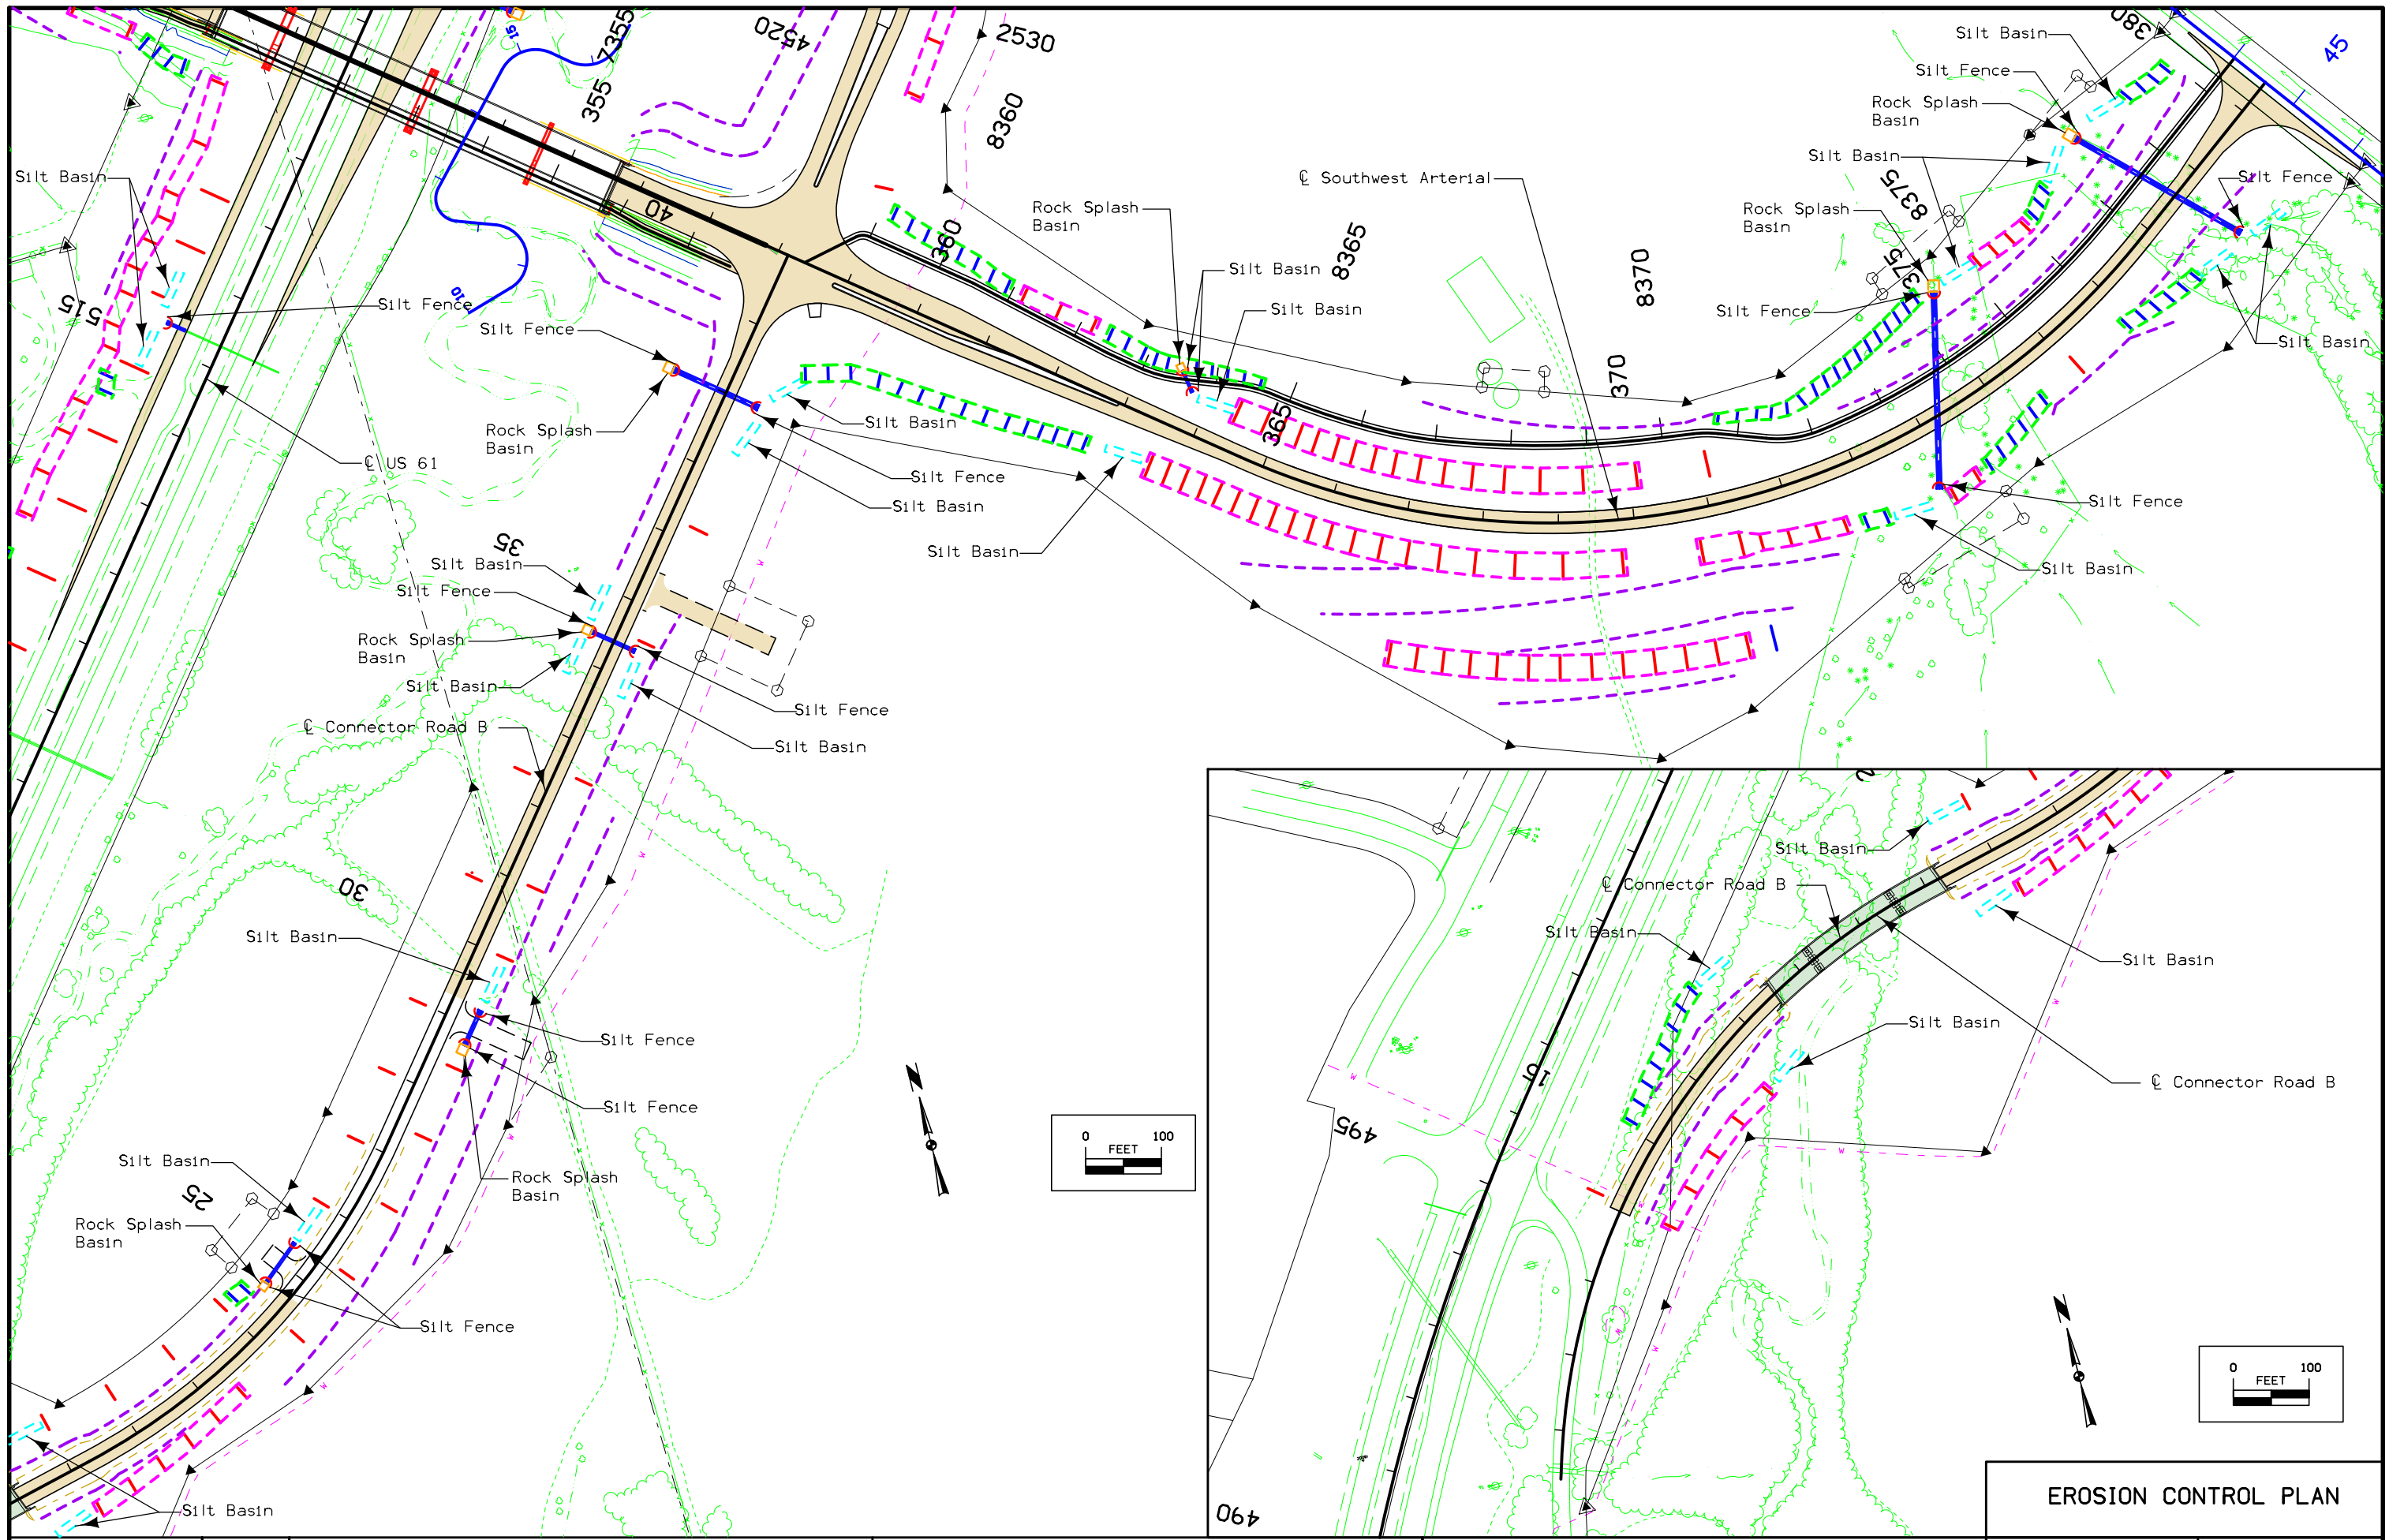 15
7355
355
4520
2530
8360
380
45
Silt Basin
Silt Fence
Rock Splash
Basin
Silt Basin
Silt Basin
8375
Rock Splash
Basin
375
Silt Fence
Silt Fence
Silt Basin
℄ Southwest Arterial
Rock Splash
Basin
40
360
8365
8370
Silt Basin
Silt Basin
515
10
Silt Fence
Silt Fence
Rock Splash
Basin
℄ US 61
Silt Basin
Silt Fence
Silt Basin
Silt Basin
365
370
Silt Fence
Silt Basin
35
Silt Basin
Silt Fence
Rock Splash
Basin
Silt Basin
Silt Fence
Silt Basin
℄ Connector Road B
30
Silt Basin
Silt Fence
Silt Fence
Rock Splash
Basin
Silt Basin
25
Rock Splash
Basin
Silt Fence
Silt Basin
0 100
FEET
Silt Basin
℄ Connector Road B
Silt Basin
Silt Basin
Silt Basin
℄ Connector Road B
15
495
490
0 100
FEET
EROSION CONTROL PLAN